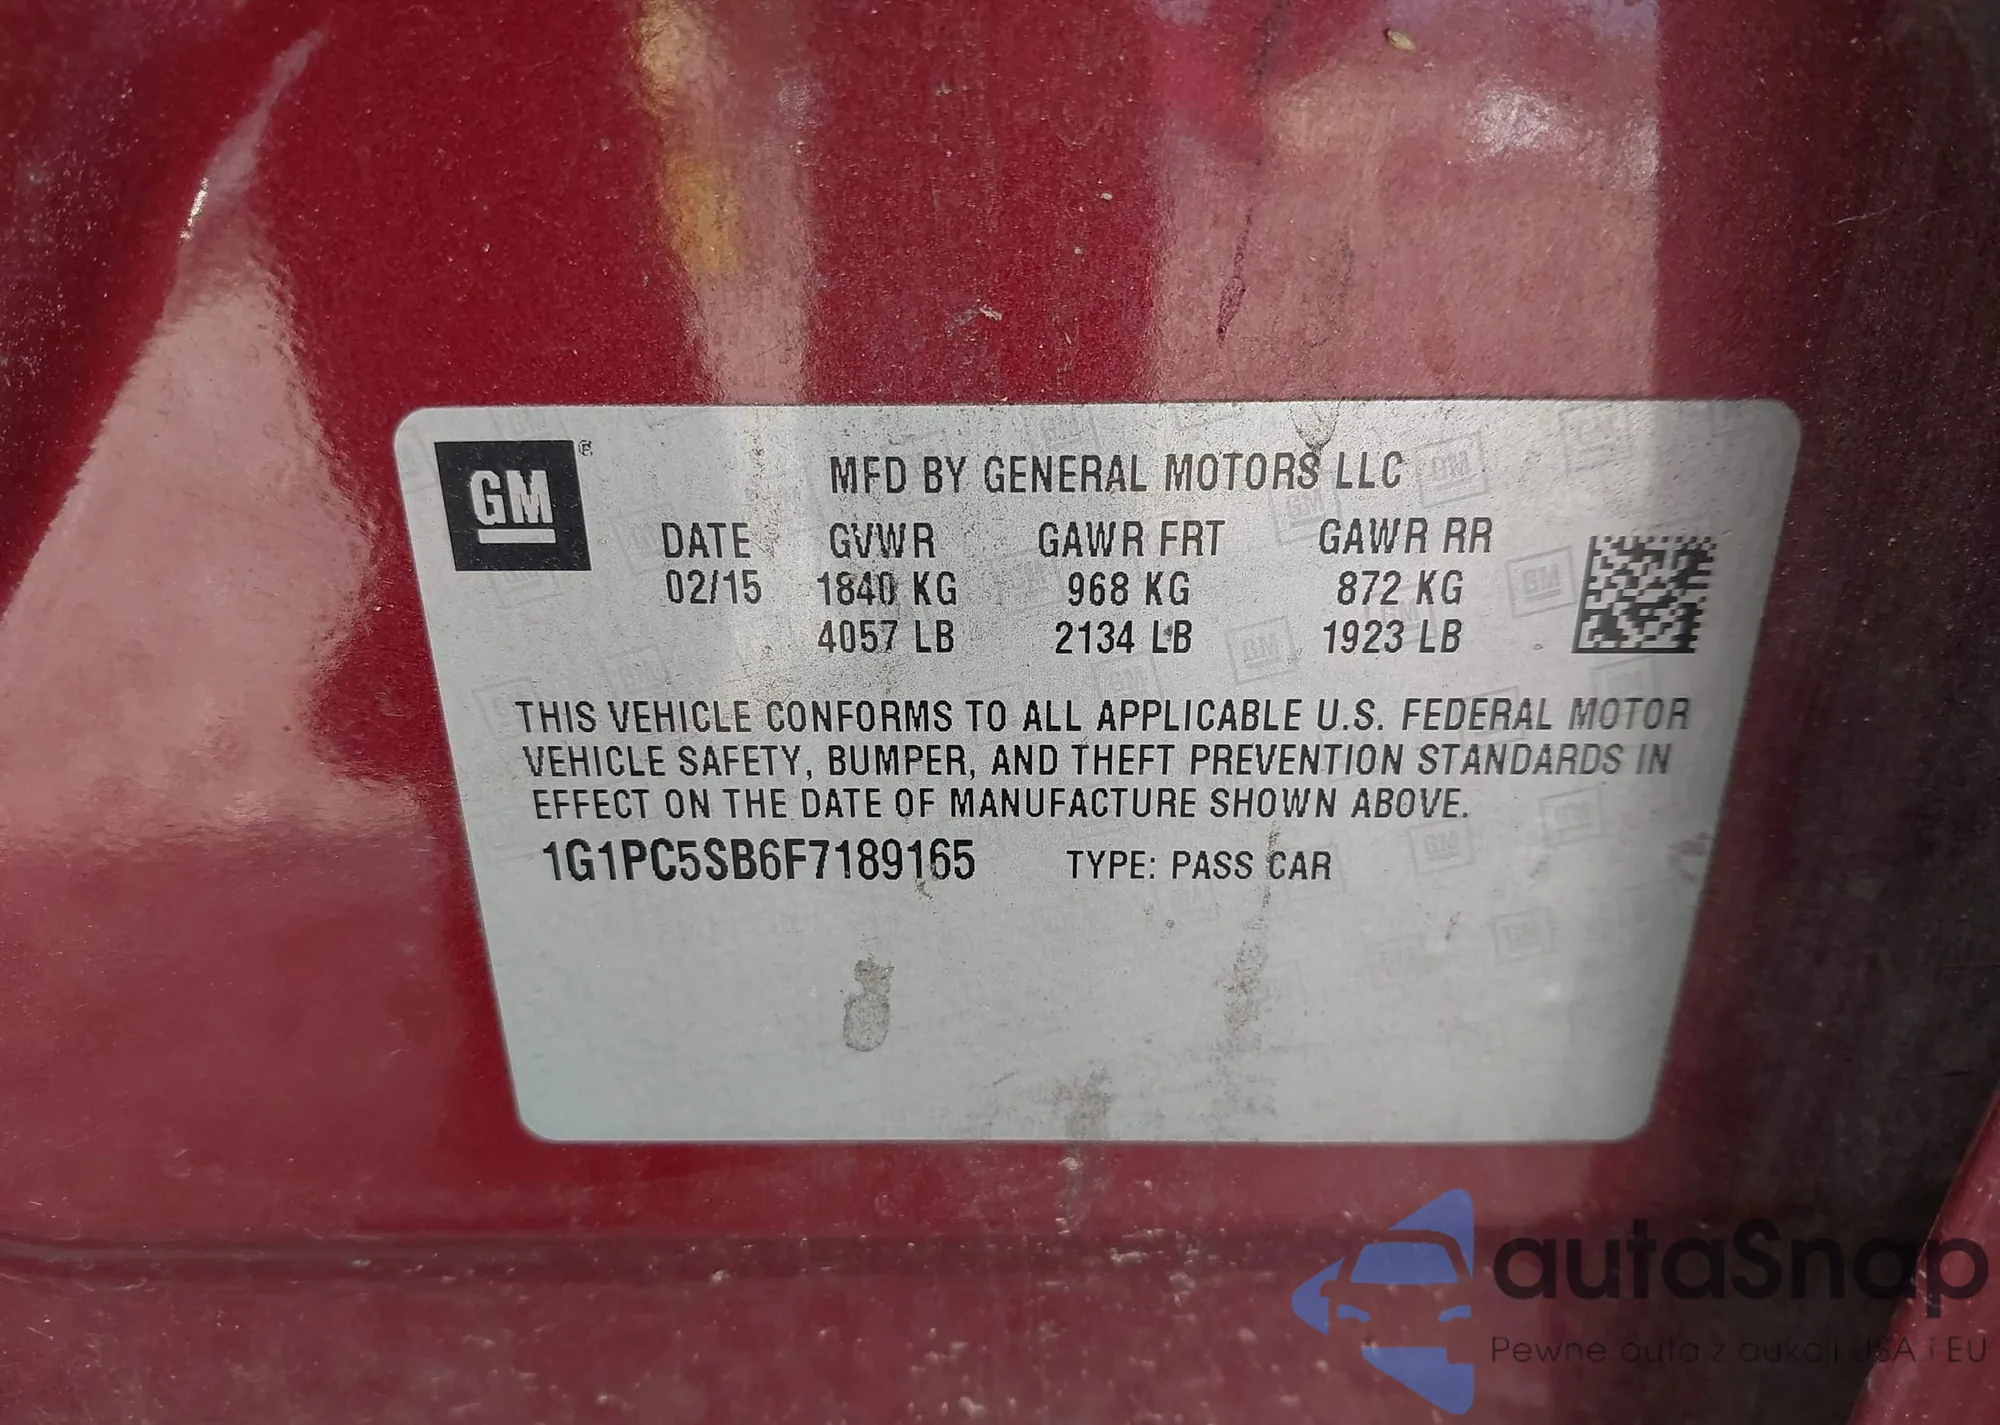 GM ®
MFD BY GENERAL MOTORS LLC
DATE GVWR GAWR FRT GAWR RR
02/15 1840 KG 968 KG 872 KG
4057 LB 2134 LB 1923 LB
THIS VEHICLE CONFORMS TO ALL APPLICABLE U.S. FEDERAL MOTOR
VEHICLE SAFETY, BUMPER, AND THEFT PREVENTION STANDARDS IN
EFFECT ON THE DATE OF MANUFACTURE SHOWN ABOVE.
1G1PC5SB6F7189165 TYPE: PASS CAR
autaSnap
Pewne auta z aukcji USA i EU